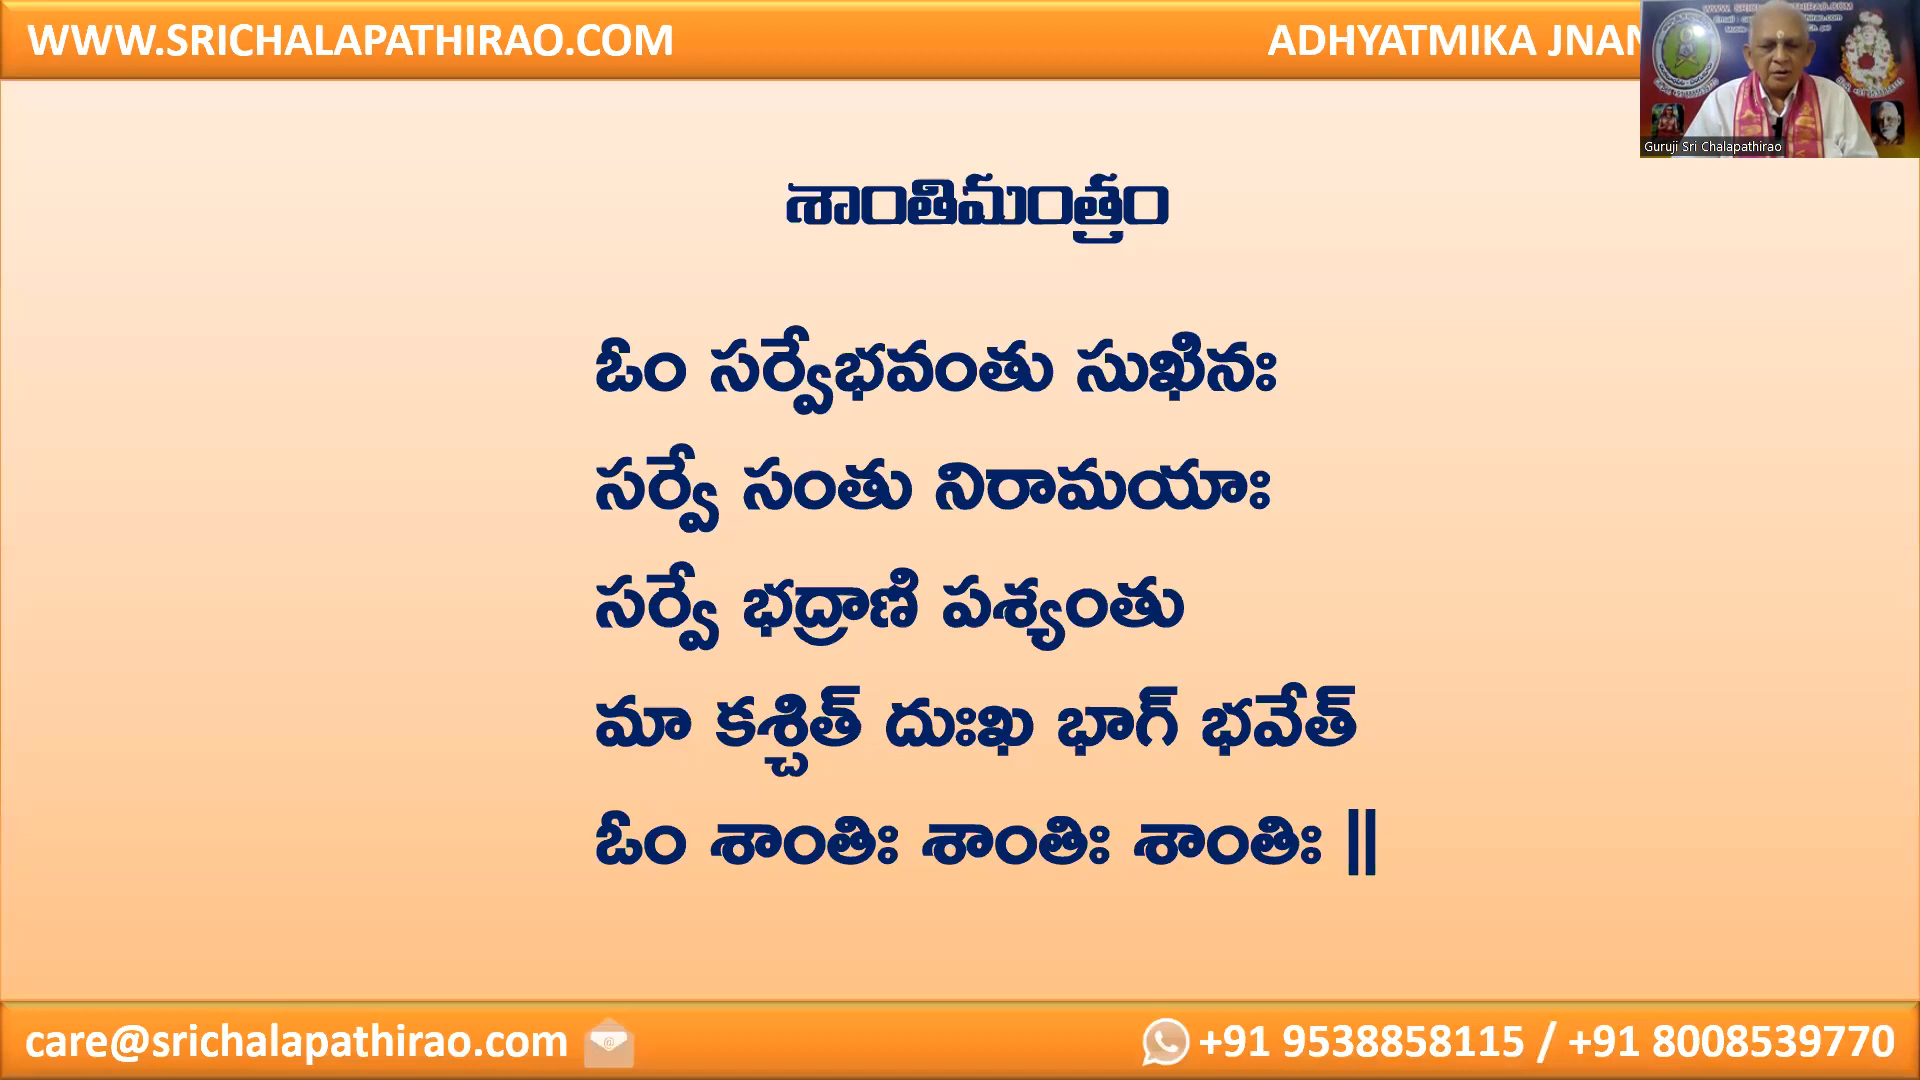 WWW.SRICHALAPATHIRAO.COM
ADHYATMIKA JNAN
Guruji Sri Chalapathirao
శాంతిమంత్రం
ఓం సర్వేభవంతు సుఖినః
సర్వే సంతు నిరామయాః
సర్వే భద్రాణి పశ్యంతు
మా కశ్చిత్ దుఃఖ భాగ్ భవేత్
ఓం శాంతిః శాంతిః శాంతిః ||
care@srichalapathirao.com
+91 9538858115 / +91 8008539770